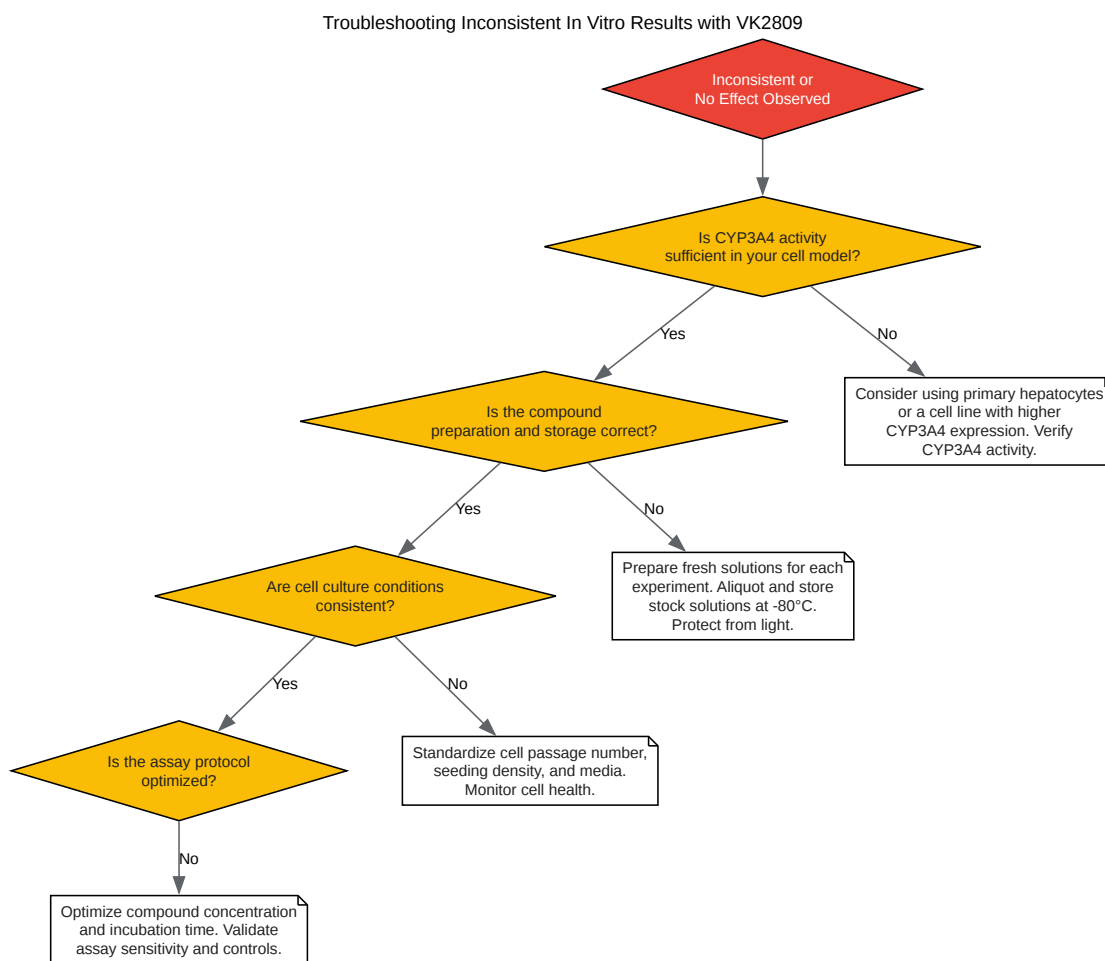 Troubleshooting Inconsistent In Vitro Results with VK2809
Inconsistent or
No Effect Observed
Is CYP3A4 activity
sufficient in your cell model?
Yes
No
Consider using primary hepatocytes
or a cell line with higher
CYP3A4 expression. Verify
CYP3A4 activity.
Is the compound
preparation and storage correct?
Yes
No
Prepare fresh solutions for each
experiment. Aliquot and store
stock solutions at -80°C.
Protect from light.
Are cell culture conditions
consistent?
Yes
No
Standardize cell passage number,
seeding density, and media.
Monitor cell health.
Is the assay protocol
optimized?
No
Optimize compound concentration
and incubation time. Validate
assay sensitivity and controls.